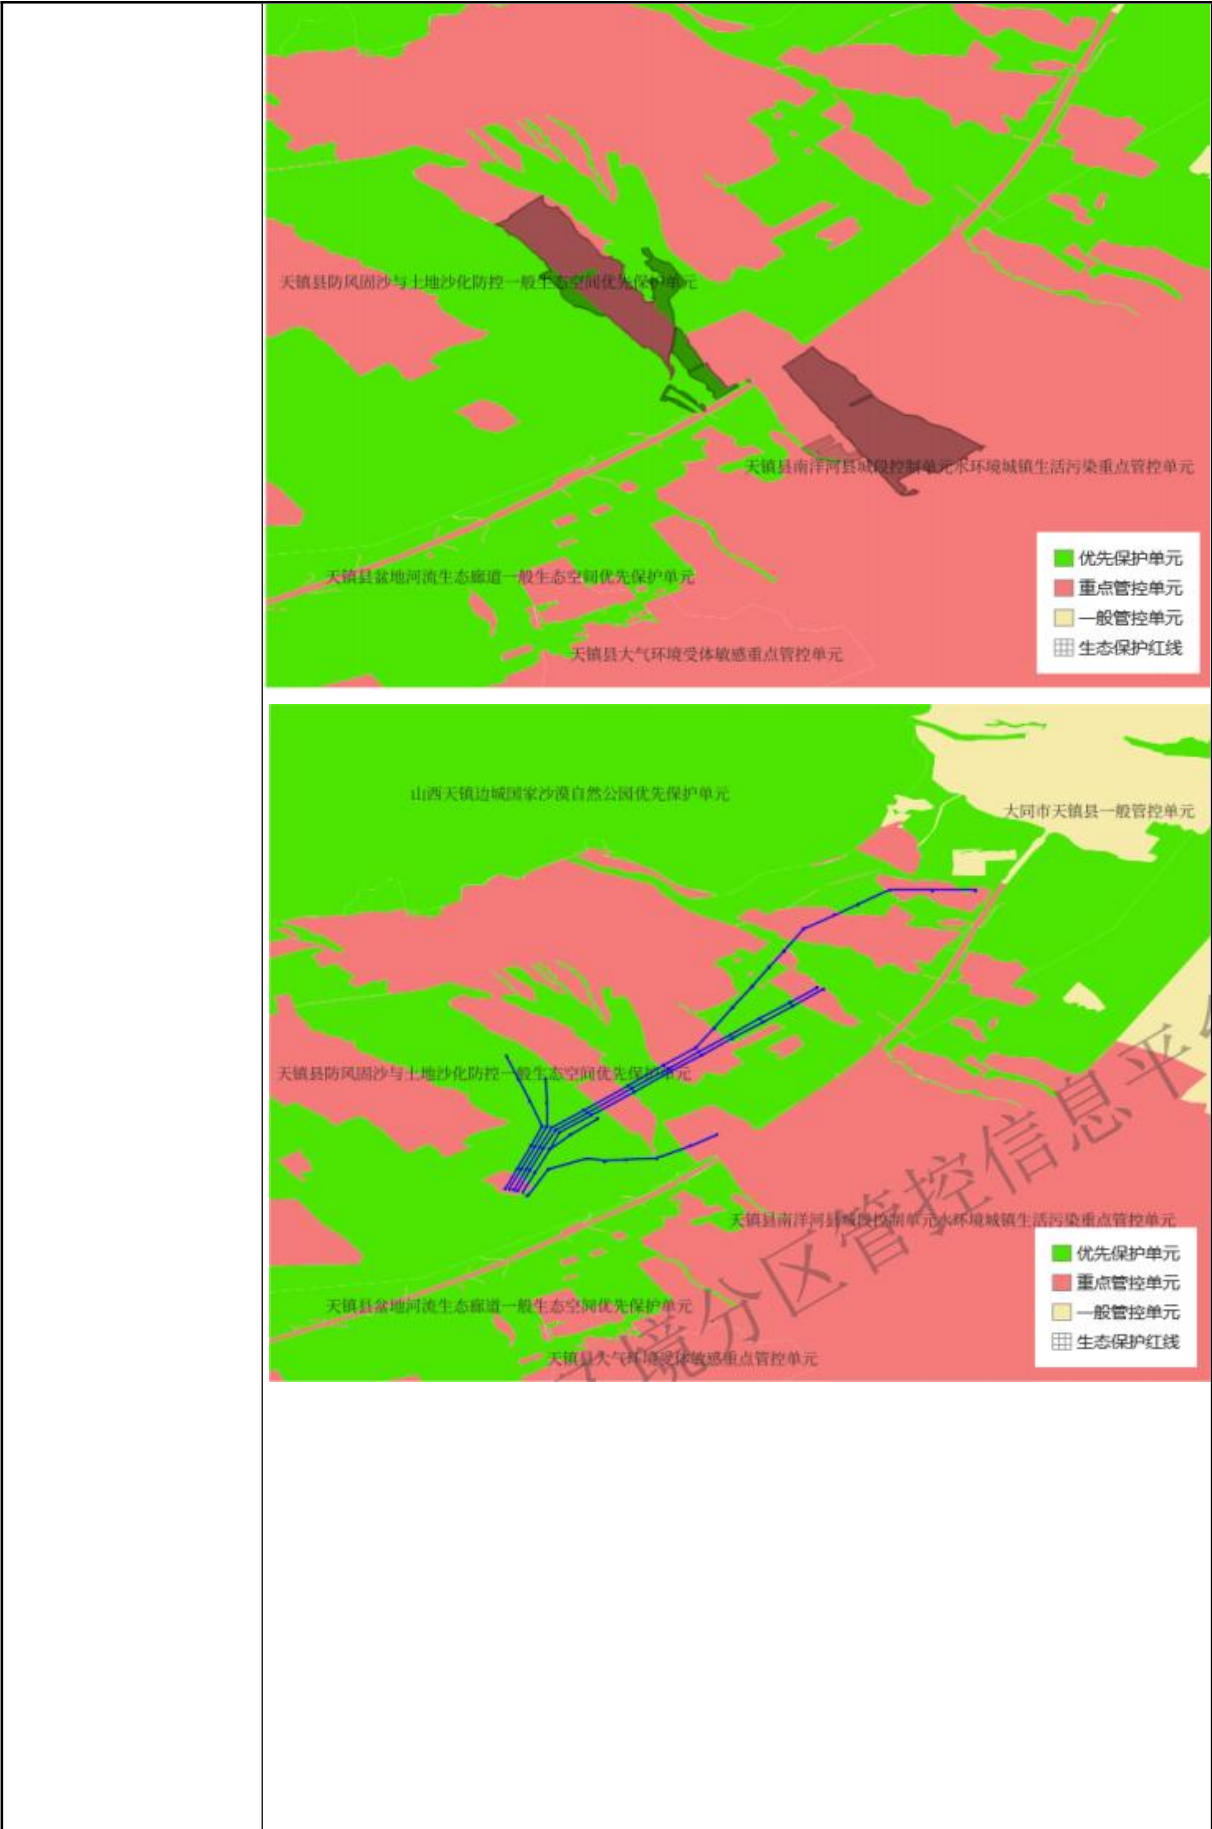 天镇县防风固沙与土地沙化防控一般生态空间优先保护单元
天镇县南洋河县城段控制单元水环境城镇生活污染重点管控单元
优先保护单元
天镇县盆地河流生态廊道一般生态空间优先保护单元
重点管控单元
一般管控单元
天镇县大气环境受体敏感重点管控单元
生态保护红线
山西天镇边城国家沙漠自然公园优先保护单元
大同市天镇县一般管控单元
天镇县防风固沙与土地沙化防控一般生态空间优先保护单元
天镇县南洋河县城段控制单元水环境城镇生活污染重点管控单元
优先保护单元
重点管控单元
天镇县盆地河流生态廊道一般生态空间优先保护单元
一般管控单元
生态保护红线
天镇县大气环境受体敏感重点管控单元
境分区管控信息平